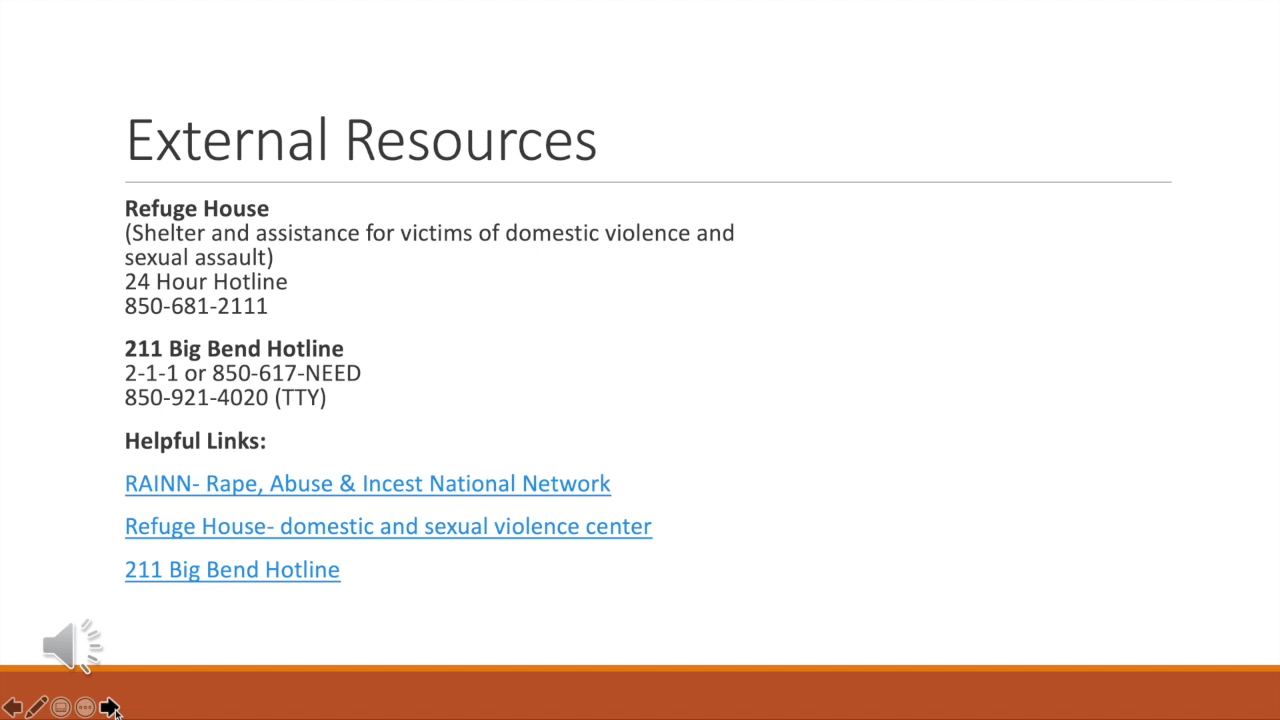 External Resources
Refuge House
(Shelter and assistance for victims of domestic violence and
sexual assault)
24 Hour Hotline
850-681-2111
211 Big Bend Hotline
2-1-1 or 850-617-NEED
850-921-4020 (TTY)
Helpful Links:
RAINN- Rape, Abuse & Incest National Network
Refuge House- domestic and sexual violence center
211 Big Bend Hotline